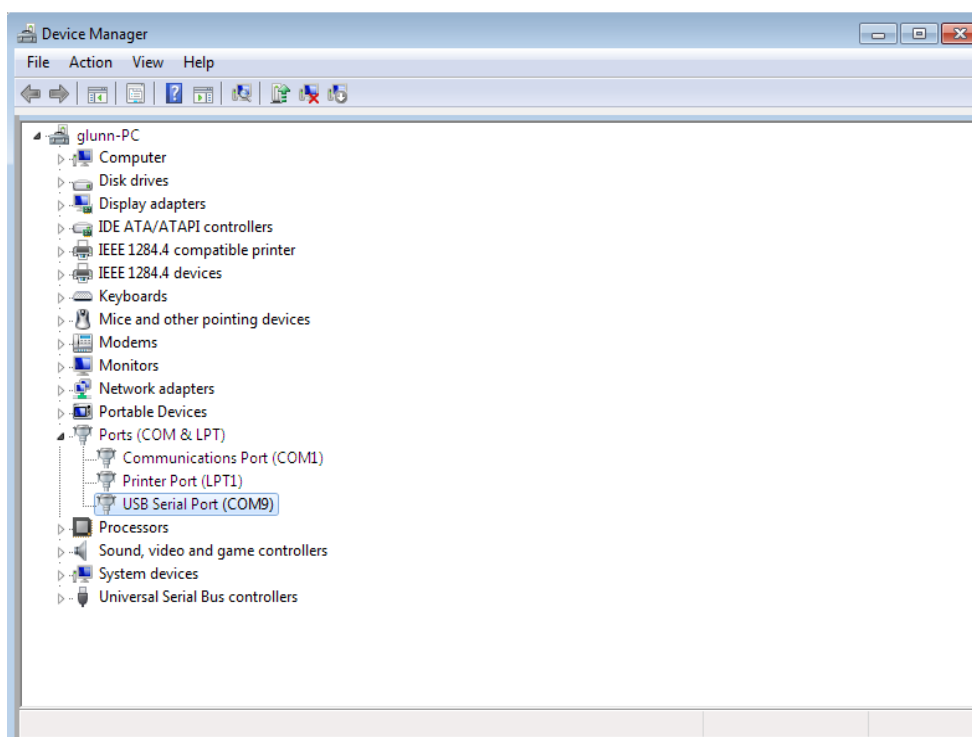 Device Manager
File Action View Help
glunn-PC
Computer
Disk drives
Display adapters
IDE ATA/ATAPI controllers
IEEE 1284.4 compatible printer
IEEE 1284.4 devices
Keyboards
Mice and other pointing devices
Modems
Monitors
Network adapters
Portable Devices
Ports (COM & LPT)
Communications Port (COM1)
Printer Port (LPT1)
USB Serial Port (COM9)
Processors
Sound, video and game controllers
System devices
Universal Serial Bus controllers